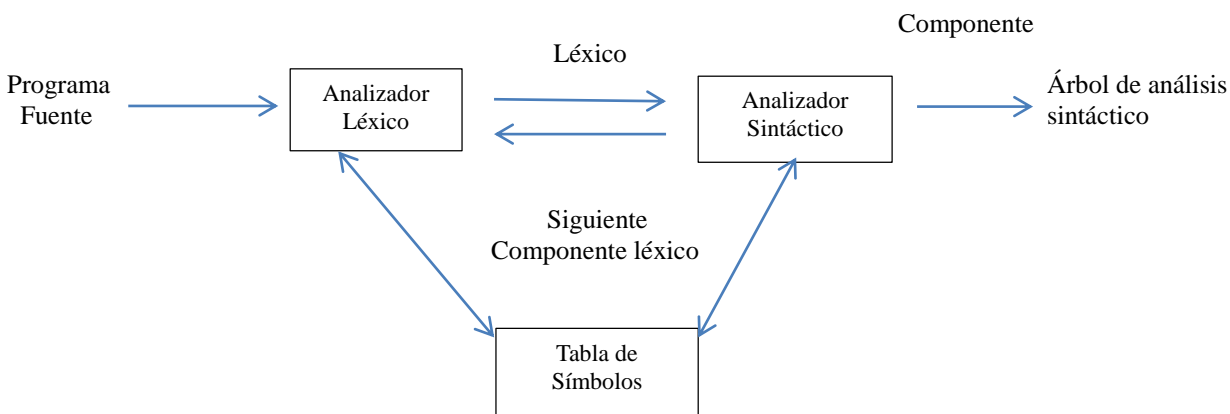 Componente
Léxico
Programa
Fuente
Analizador
Léxico
Analizador
Sintáctico
Árbol de análisis
sintáctico
Siguiente
Componente léxico
Tabla de
Símbolos